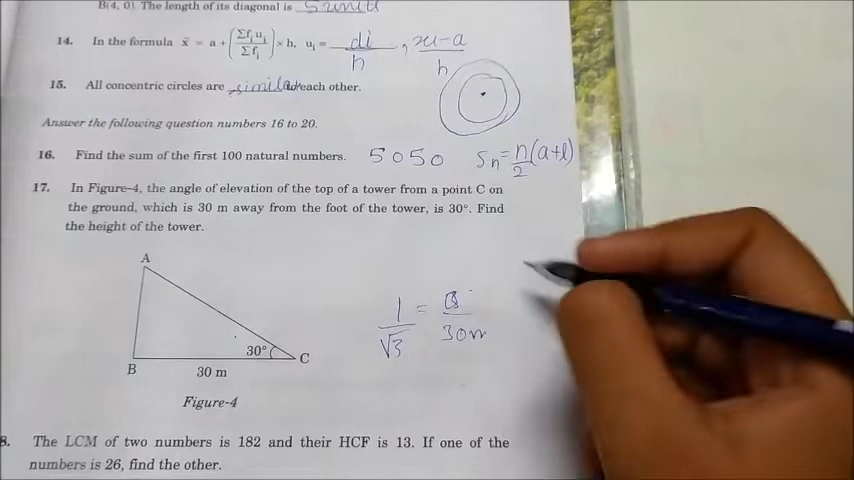 B(4, 0). The length of its diagonal is 5 unit
14. In the formula x̄ = a + (Σfᵢuᵢ / Σfᵢ) × h, uᵢ = di/h , xi-a/h
15. All concentric circles are similar to each other.
Answer the following question numbers 16 to 20.
16. Find the sum of the first 100 natural numbers. 5050 Sn = n/2 (a+l)
17. In Figure-4, the angle of elevation of the top of a tower from a point C on
the ground, which is 30 m away from the foot of the tower, is 30°. Find
the height of the tower.
A
1/√3 = /30m
30° C
B
30 m
Figure-4
8. The LCM of two numbers is 182 and their HCF is 13. If one of the
numbers is 26, find the other.